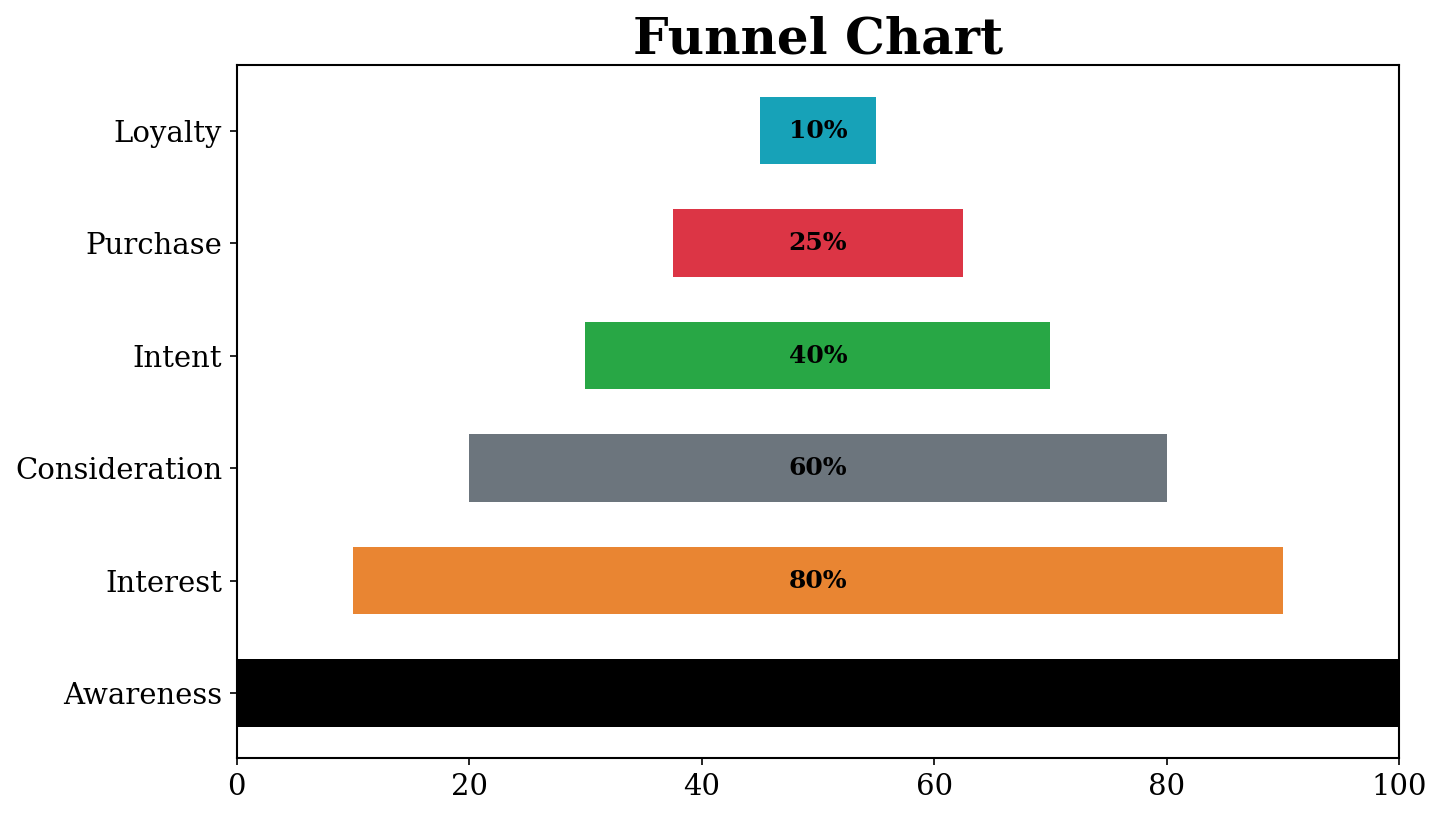 Funnel Chart
Loyalty
10%
Purchase
25%
Intent
40%
Consideration
60%
Interest
80%
Awareness
0 20 40 60 80 100